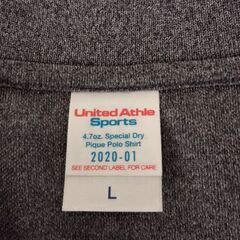 United Athle
Sports
4.7oz. Special Dry
Pique Polo Shirt
2020-01
SEE SECOND LABEL FOR CARE
L